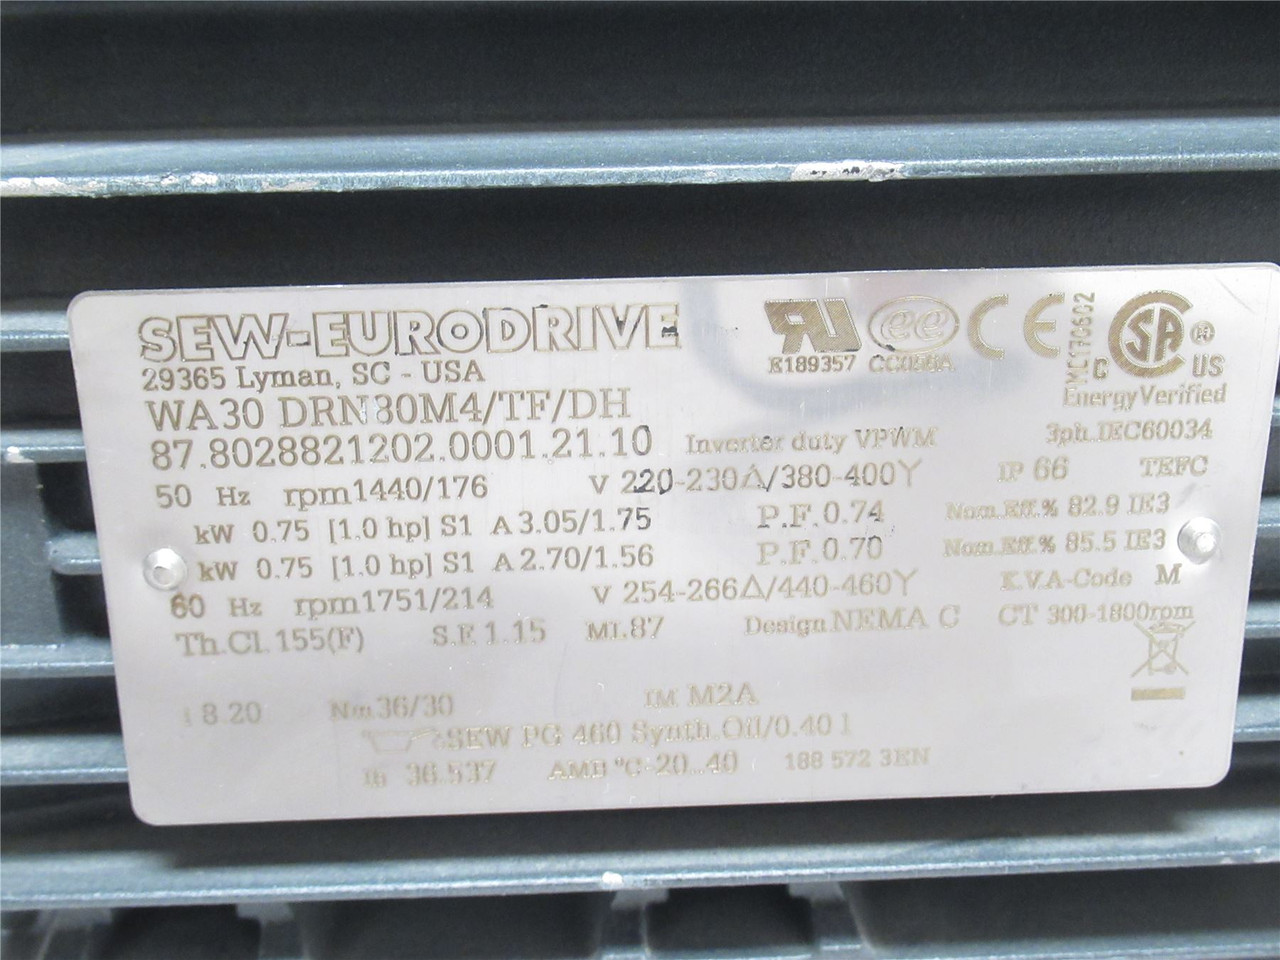 SEW-EURODRIVE
29365 Lyman, SC - USA
WA30 DRN80M4/TF/DH
87.8028821202.0001.21.10 Inverter duty VPWM 3ph.IEC60034
E189357
C US
Energy Verified
50 Hz rpm1440/176 V 220-230△/380-400Y IP 66 TEFC
kW 0.75 [1.0 hp] S1 A 3.05/1.75 P.F.0.74 Nom.Eff.% 82.9 IE3
kW 0.75 [1.0 hp] S1 A 2.70/1.56 P.F.0.70 Nom.Eff.% 85.5 IE3
60 Hz rpm1751/214 V 254-266△/440-460Y K.V.A-Code M
Th.Cl.155(F) S.F.1.15 ML87 Design NEMA C CT 300-1800rpm
i 8.20 Nm 36/30 IM M2A
SEW PG 460 Synth.Oil/0.40 l
lb 36.537 AMB °C -20..40 188 572 3EN